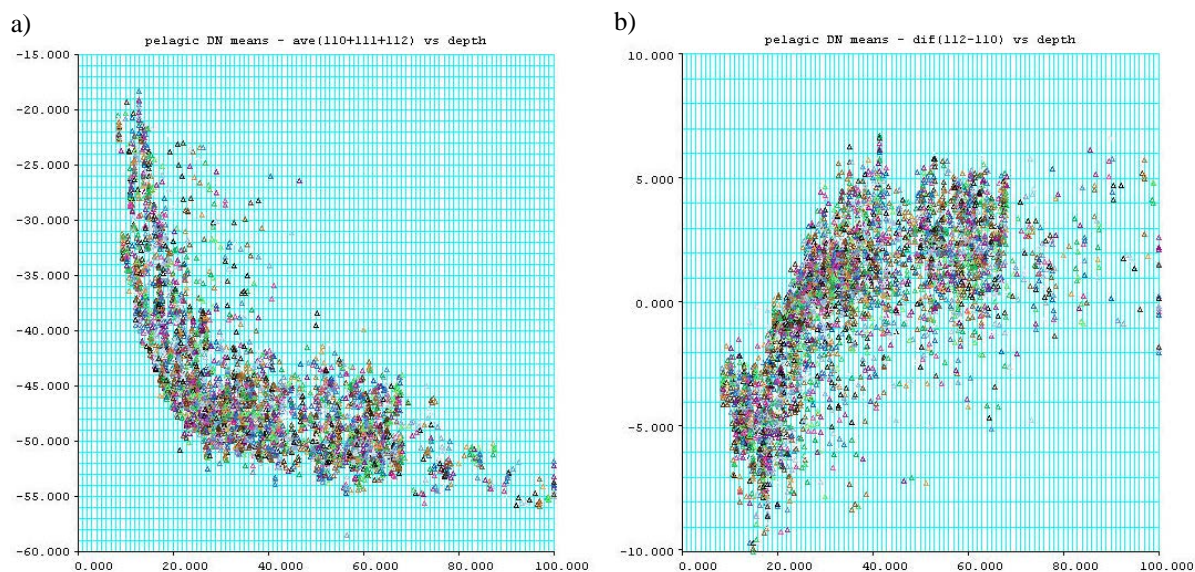 a)
pelagic DN means - ave(110+111+112) vs depth
-15.000
-20.000
-25.000
-30.000
-35.000
-40.000
-45.000
-50.000
-55.000
-60.000
0.000 20.000 40.000 60.000 80.000 100.000
b)
pelagic DN means - dif(112-110) vs depth
10.000
5.000
0.000
-5.000
-10.000
0.000 20.000 40.000 60.000 80.000 100.000